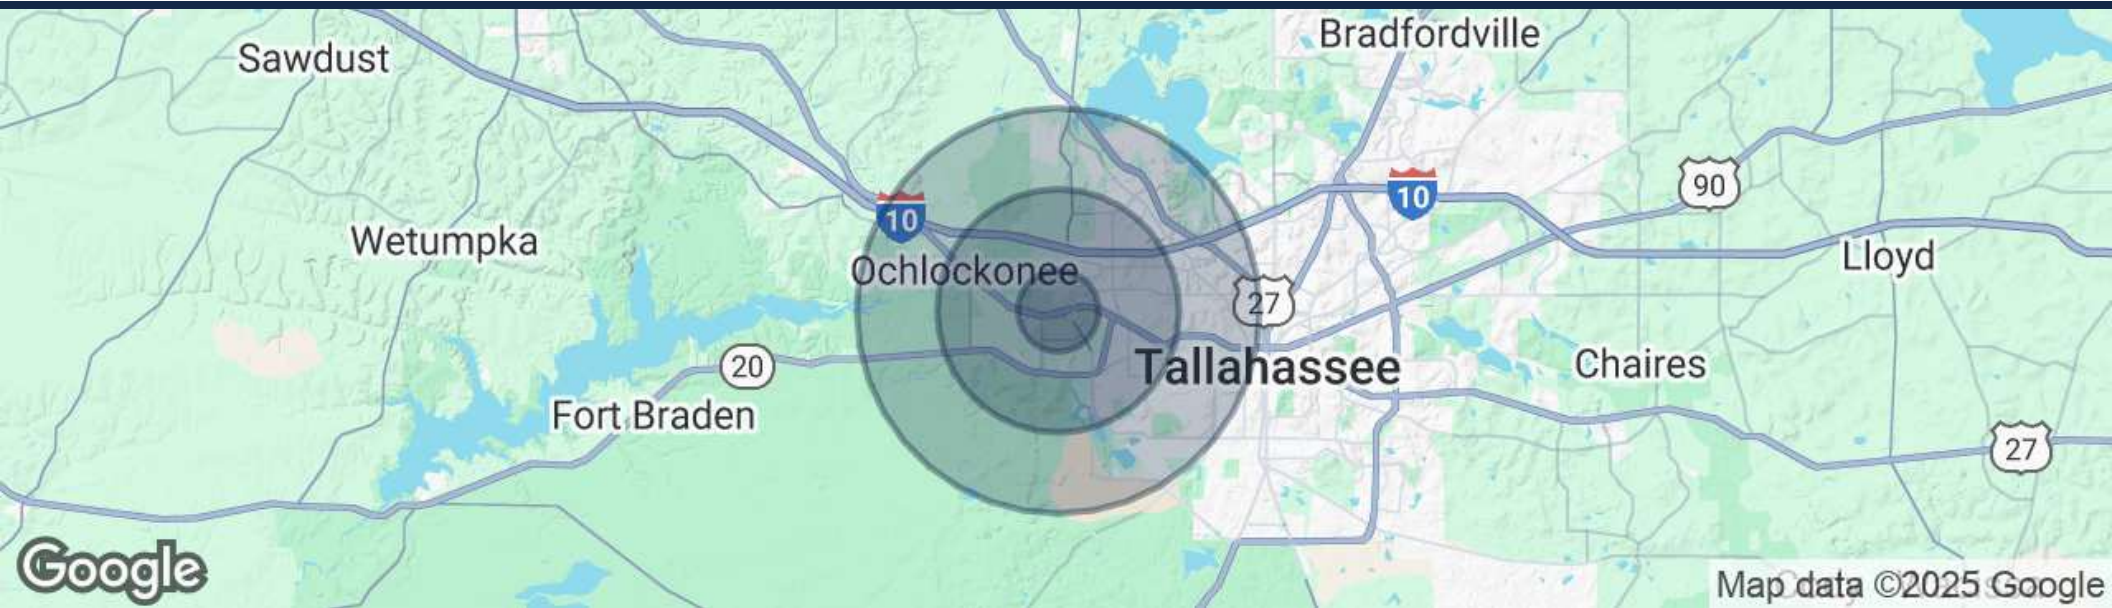 Bradfordville
Sawdust
90
10
10
Wetumpka
Lloyd
Ochlockonee
27
Chaires
20
Tallahassee
Fort Braden
27
Google
Map data ©2025 Google